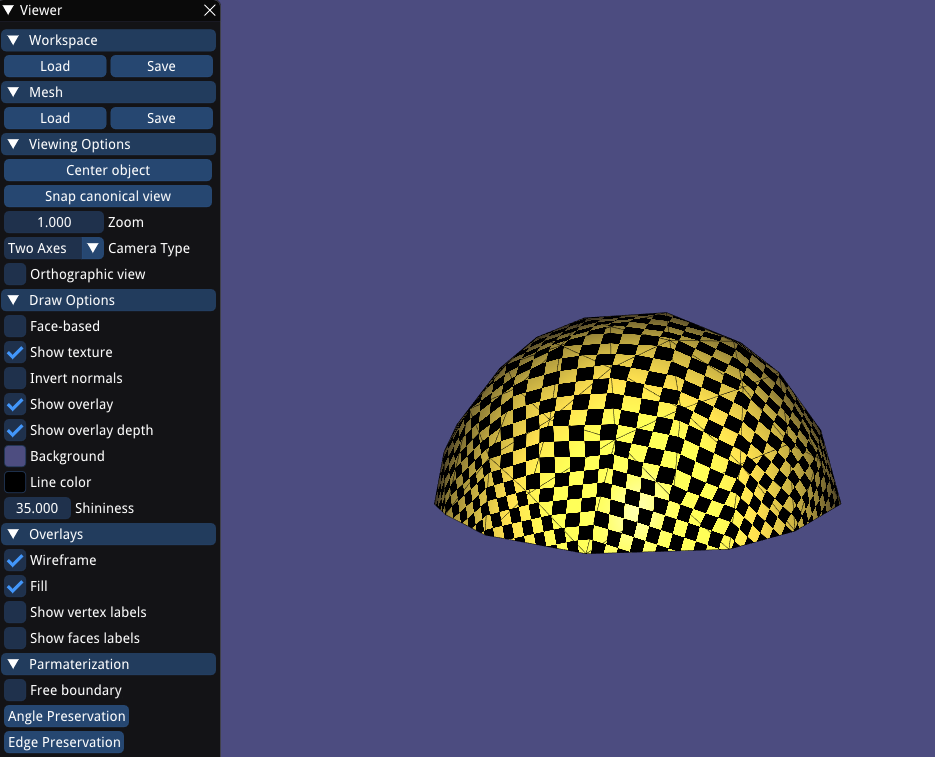 Viewer
Workspace
Load Save
Mesh
Load Save
Viewing Options
Center object
Snap canonical view
1.000 Zoom
Two Axes Camera Type
Orthographic view
Draw Options
Face-based
Show texture
Invert normals
Show overlay
Show overlay depth
Background
Line color
35.000 Shininess
Overlays
Wireframe
Fill
Show vertex labels
Show faces labels
Parmaterization
Free boundary
Angle Preservation
Edge Preservation